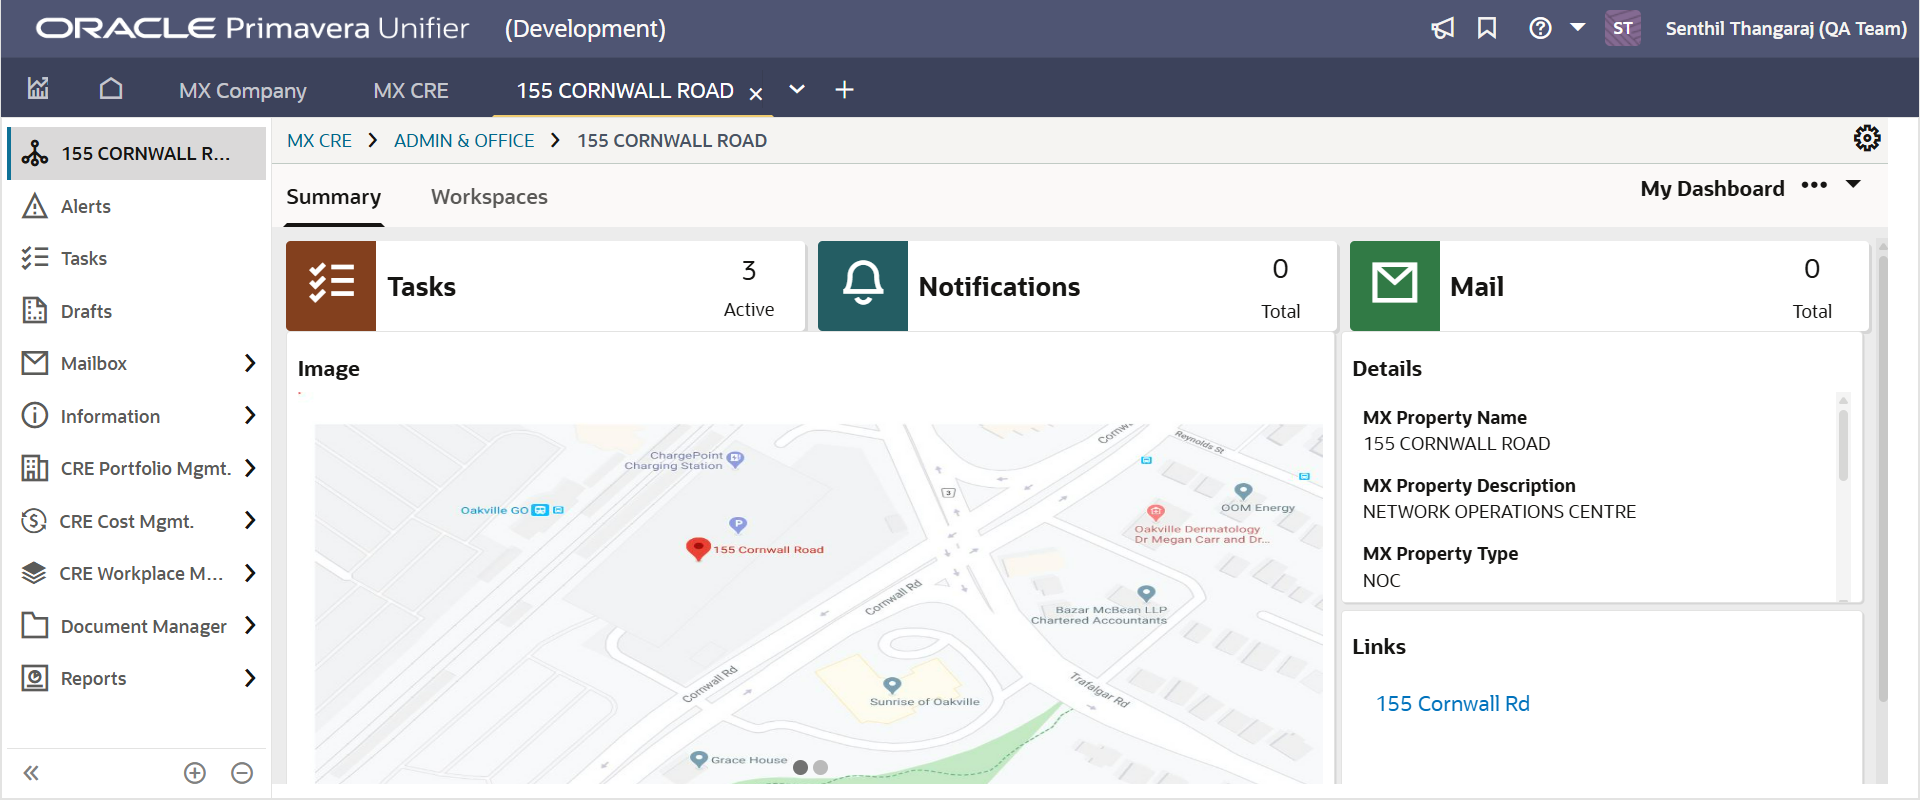 ORACLE Primavera Unifier (Development)
ST Senthil Thangaraj (QA Team)
MX Company MX CRE 155 CORNWALL ROAD
155 CORNWALL R...
Alerts
Tasks
Drafts
Mailbox
Information
CRE Portfolio Mgmt.
CRE Cost Mgmt.
CRE Workplace M...
Document Manager
Reports
MX CRE ADMIN & OFFICE 155 CORNWALL ROAD
Summary Workspaces
My Dashboard
Tasks
3
Active
Notifications
0
Total
Mail
0
Total
Image
ChargePoint
Charging Station
Oakville GO
P
155 Cornwall Road
3
Cornw
Reynolds St
OOM Energy
Oakville Dermatology
Dr Megan Carr and Dr...
Cornwall Rd
Bazar McBean LLP
Chartered Accountants
Cornwall Rd
Sunrise of Oakville
Trafalgar Rd
Grace House
Details
MX Property Name
155 CORNWALL ROAD
MX Property Description
NETWORK OPERATIONS CENTRE
MX Property Type
NOC
Links
155 Cornwall Rd